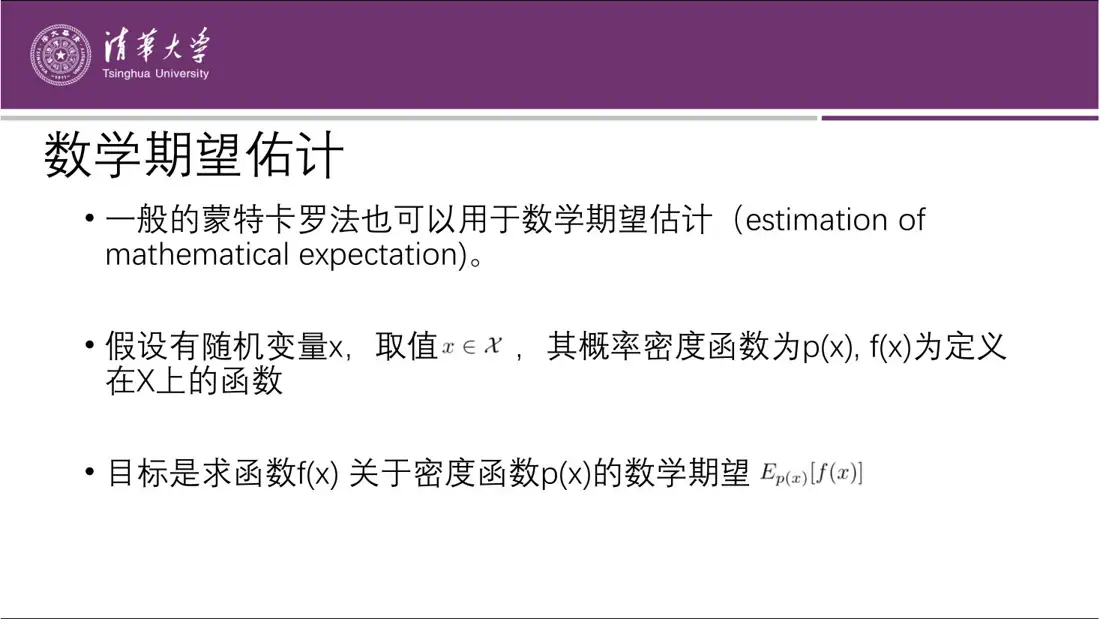 清华大学
Tsinghua University
数学期望佑计
• 一般的蒙特卡罗法也可以用于数学期望估计（estimation of
mathematical expectation)。
• 假设有随机变量x，取值 x ∈ 𝒳 ，其概率密度函数为p(x), f(x)为定义
在X上的函数
• 目标是求函数f(x) 关于密度函数p(x)的数学期望 E_{p(x)}[f(x)]